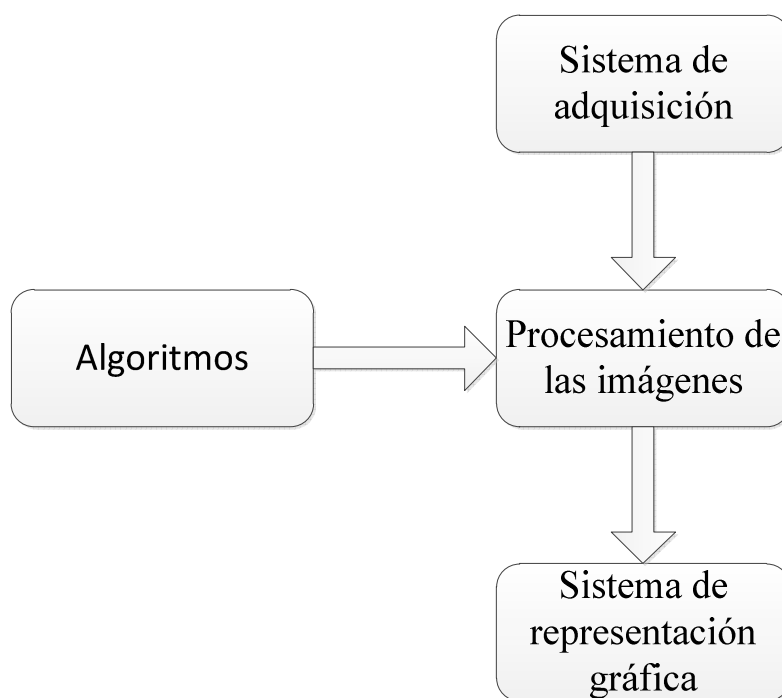 Sistema de
adquisición
Algoritmos
Procesamiento de
las imágenes
Sistema de
representación
gráfica